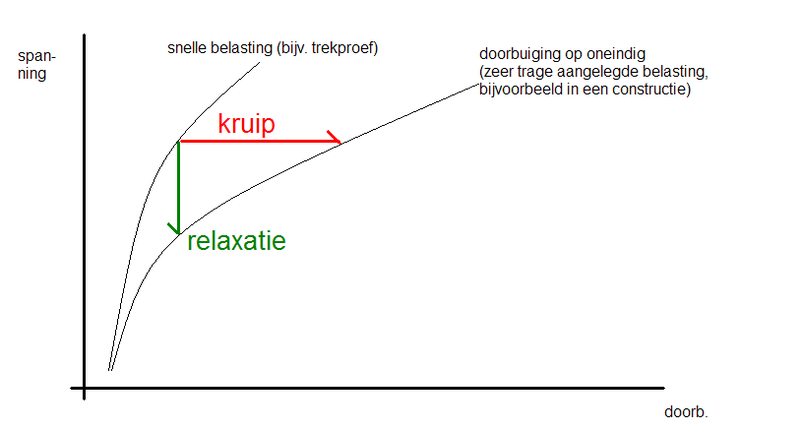 span-
ning
snelle belasting (bijv. trekproef)
doorbuiging op oneindig
(zeer trage aangelegde belasting,
bijvoorbeeld in een constructie)
kruip
relaxatie
doorb.